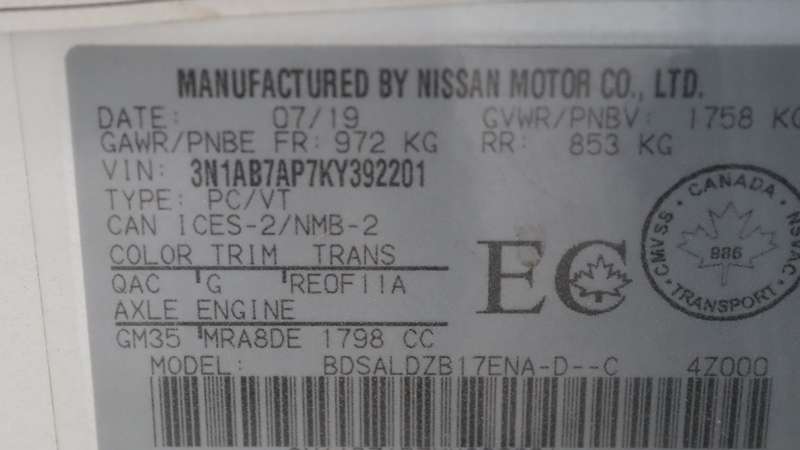 MANUFACTURED BY NISSAN MOTOR CO., LTD.
DATE: 07/19 GVWR/PNBV: 1758 KG
GAWR/PNBE FR: 972 KG RR: 853 KG
VIN: 3N1AB7AP7KY392201
TYPE: PC/VT
CAN ICES-2/NMB-2
COLOR TRIM TRANS
QAC G RE0F11A
AXLE ENGINE
GM35 MRA8DE 1798 CC
MODEL: BDSALDZB17ENA-D--C 4Z000
EC
CANADA
CMVSS 886 NSVAC
TRANSPORT